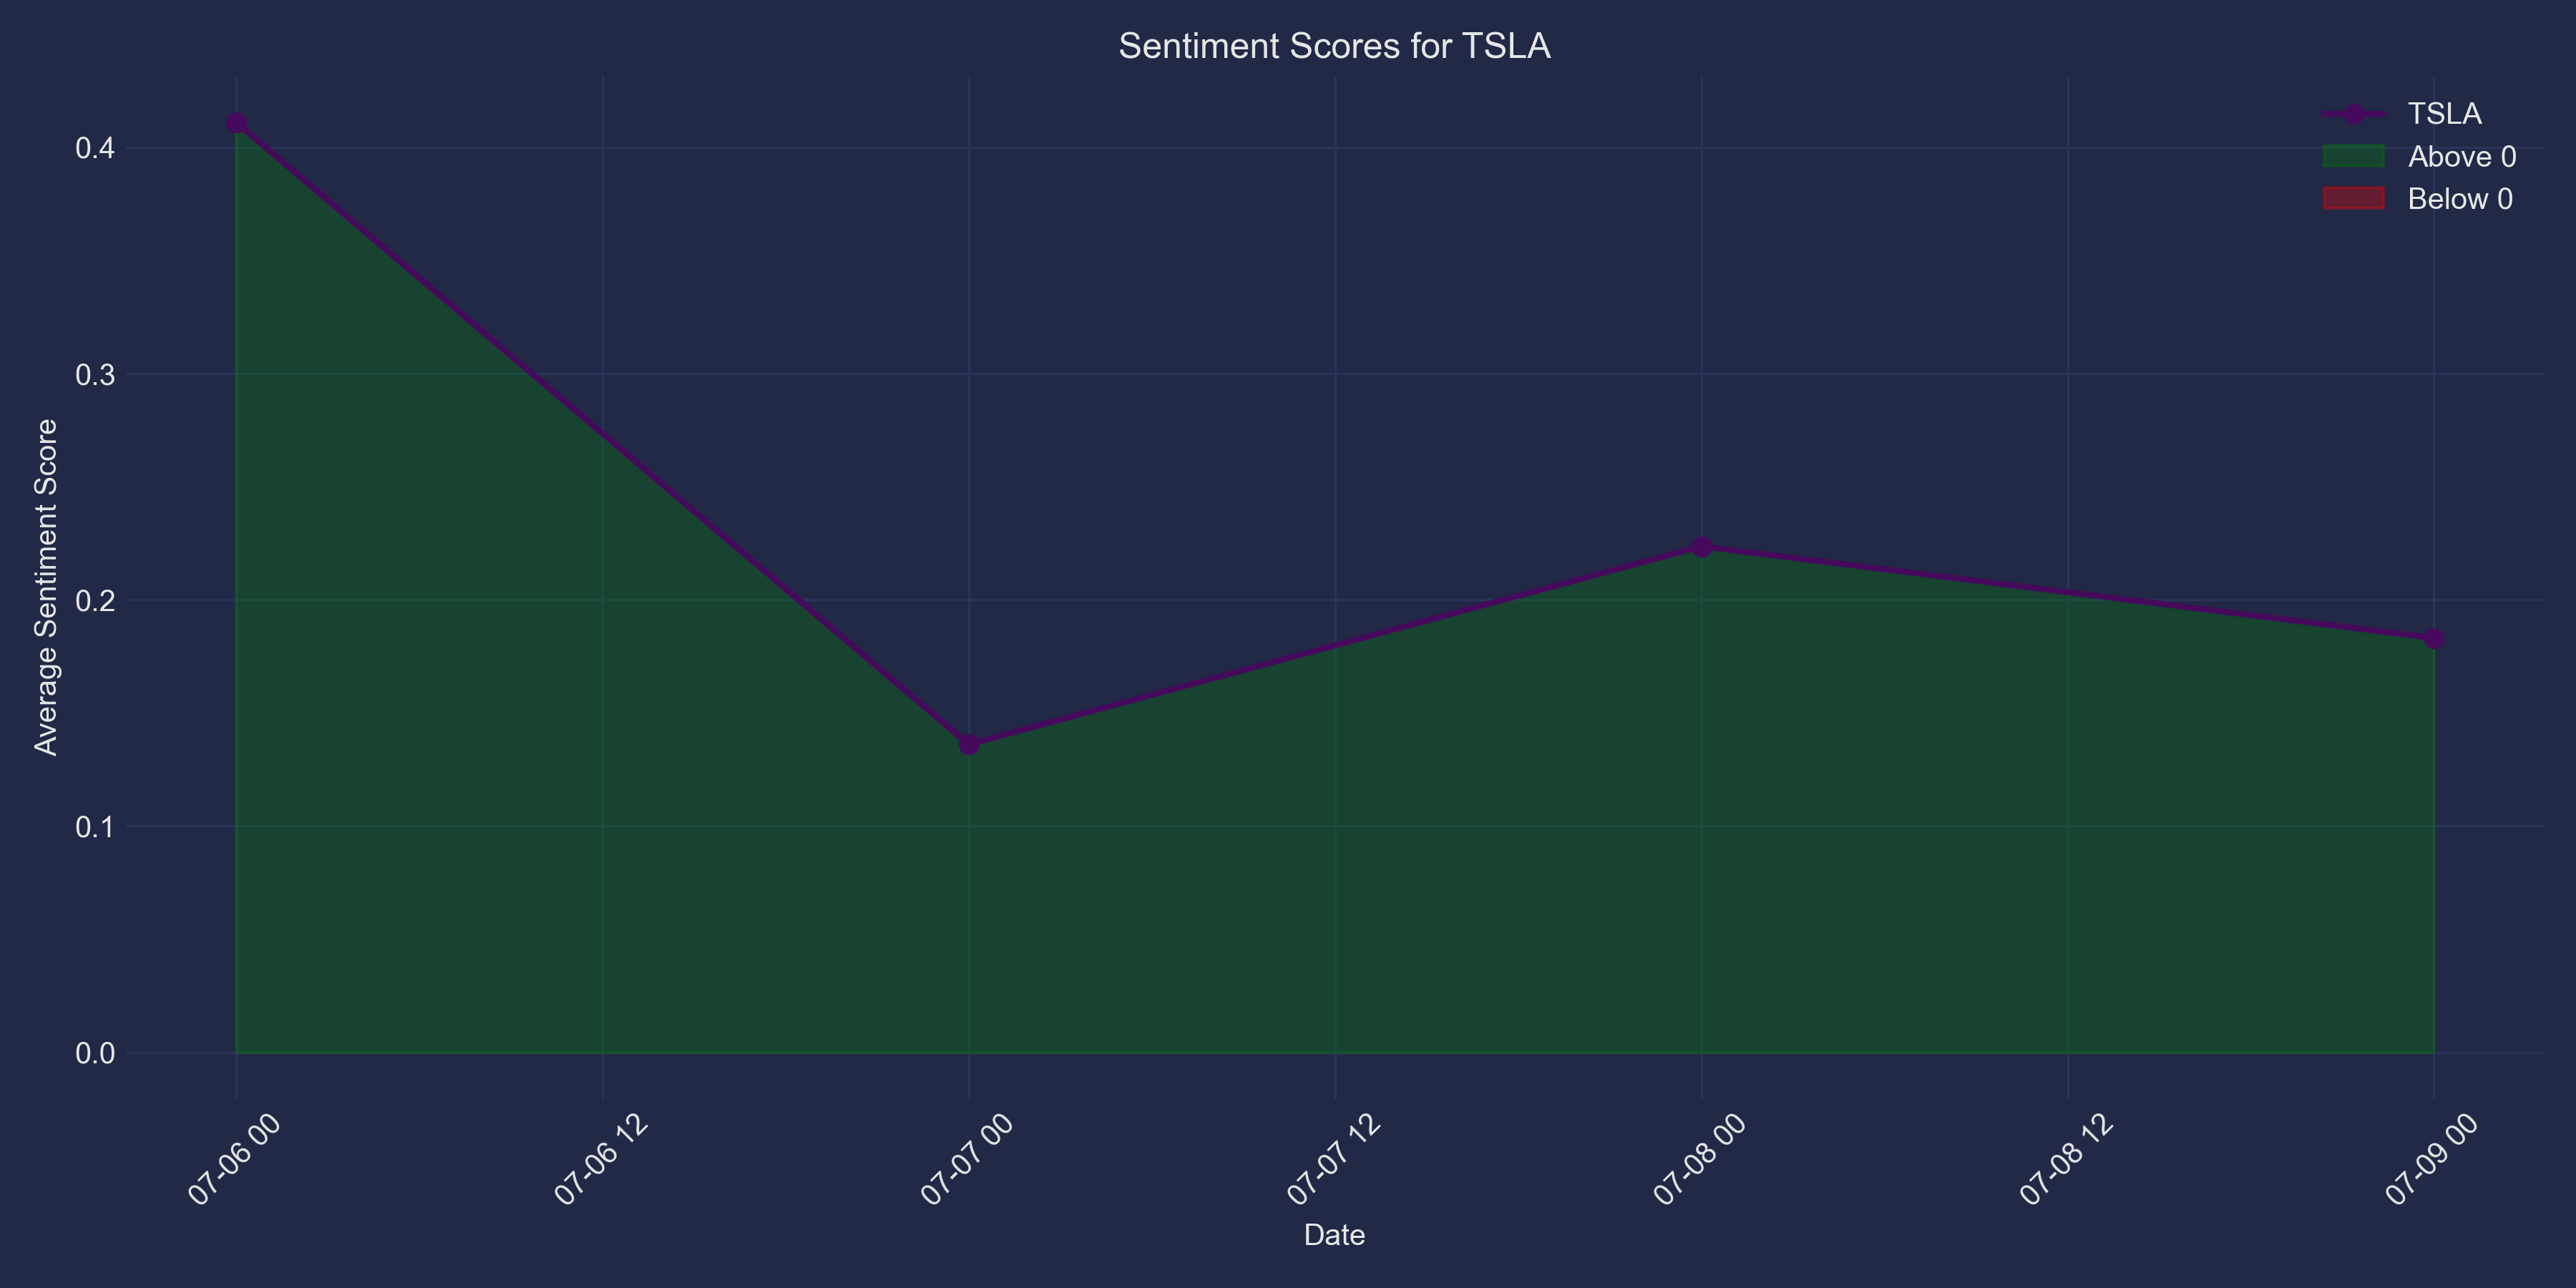 Sentiment Scores for TSLA
TSLA
Above 0
Below 0
Average Sentiment Score
0.4
0.3
0.2
0.1
0.0
07-06 00
07-06 12
07-07 00
07-07 12
07-08 00
07-08 12
07-09 00
Date